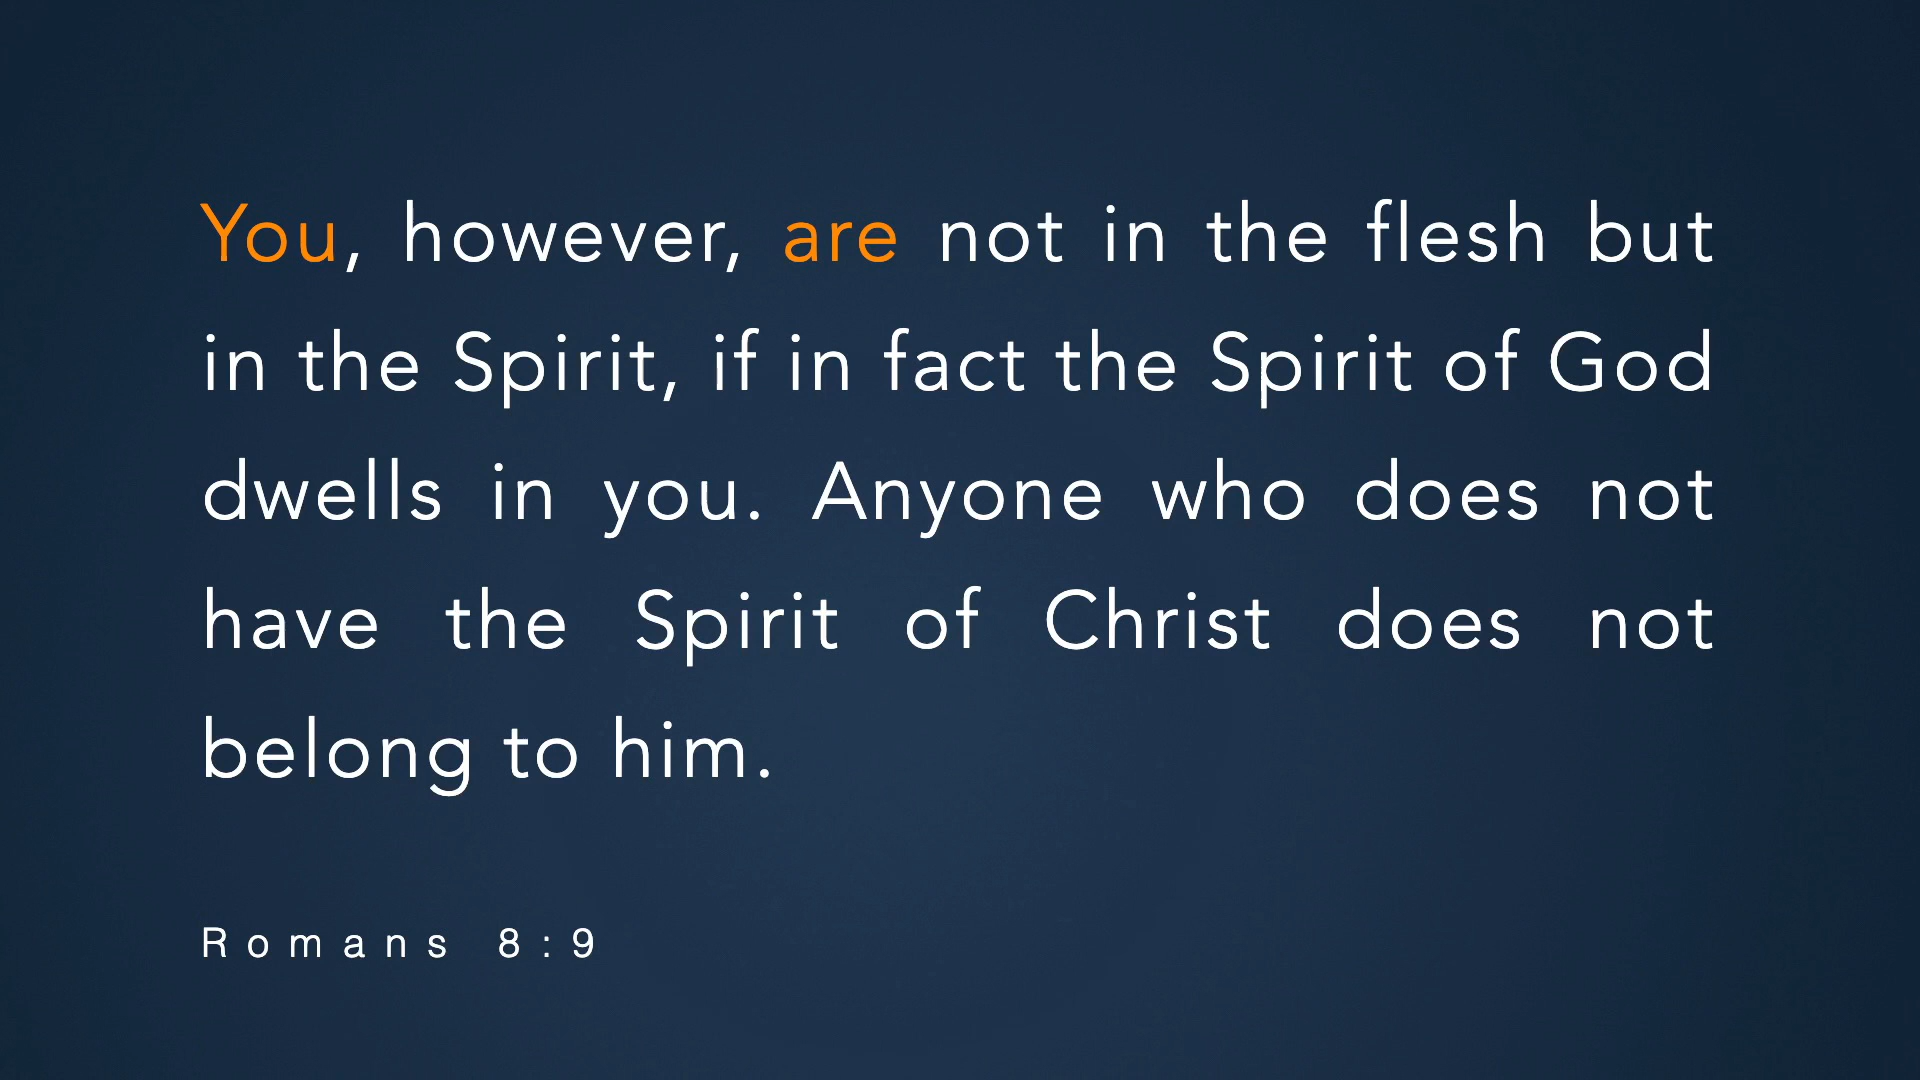 You, however, are not in the flesh but
in the Spirit, if in fact the Spirit of God
dwells in you. Anyone who does not
have the Spirit of Christ does not
belong to him.
Romans 8:9